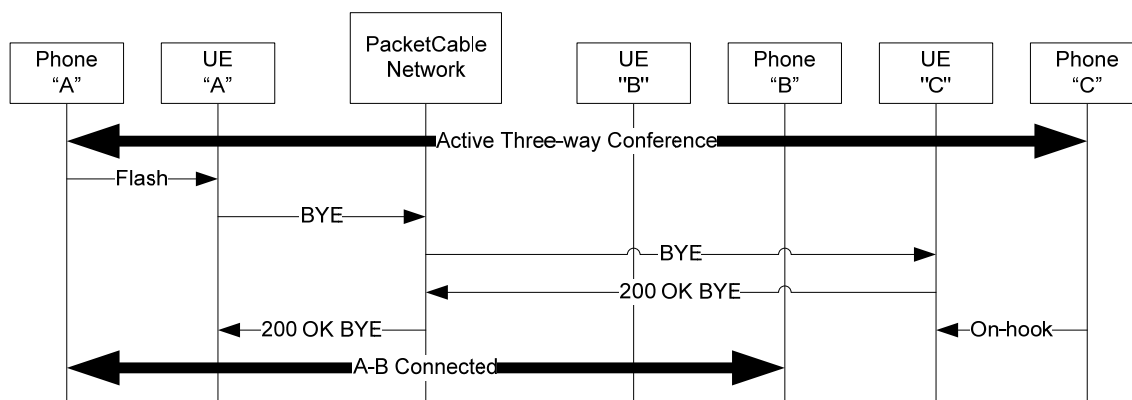 Phone
“A”
UE
“A”
PacketCable
Network
UE
"B"
Phone
“B”
UE
"C"
Phone
“C”
Active Three-way Conference
Flash
BYE
BYE
200 OK BYE
200 OK BYE
On-hook
A-B Connected